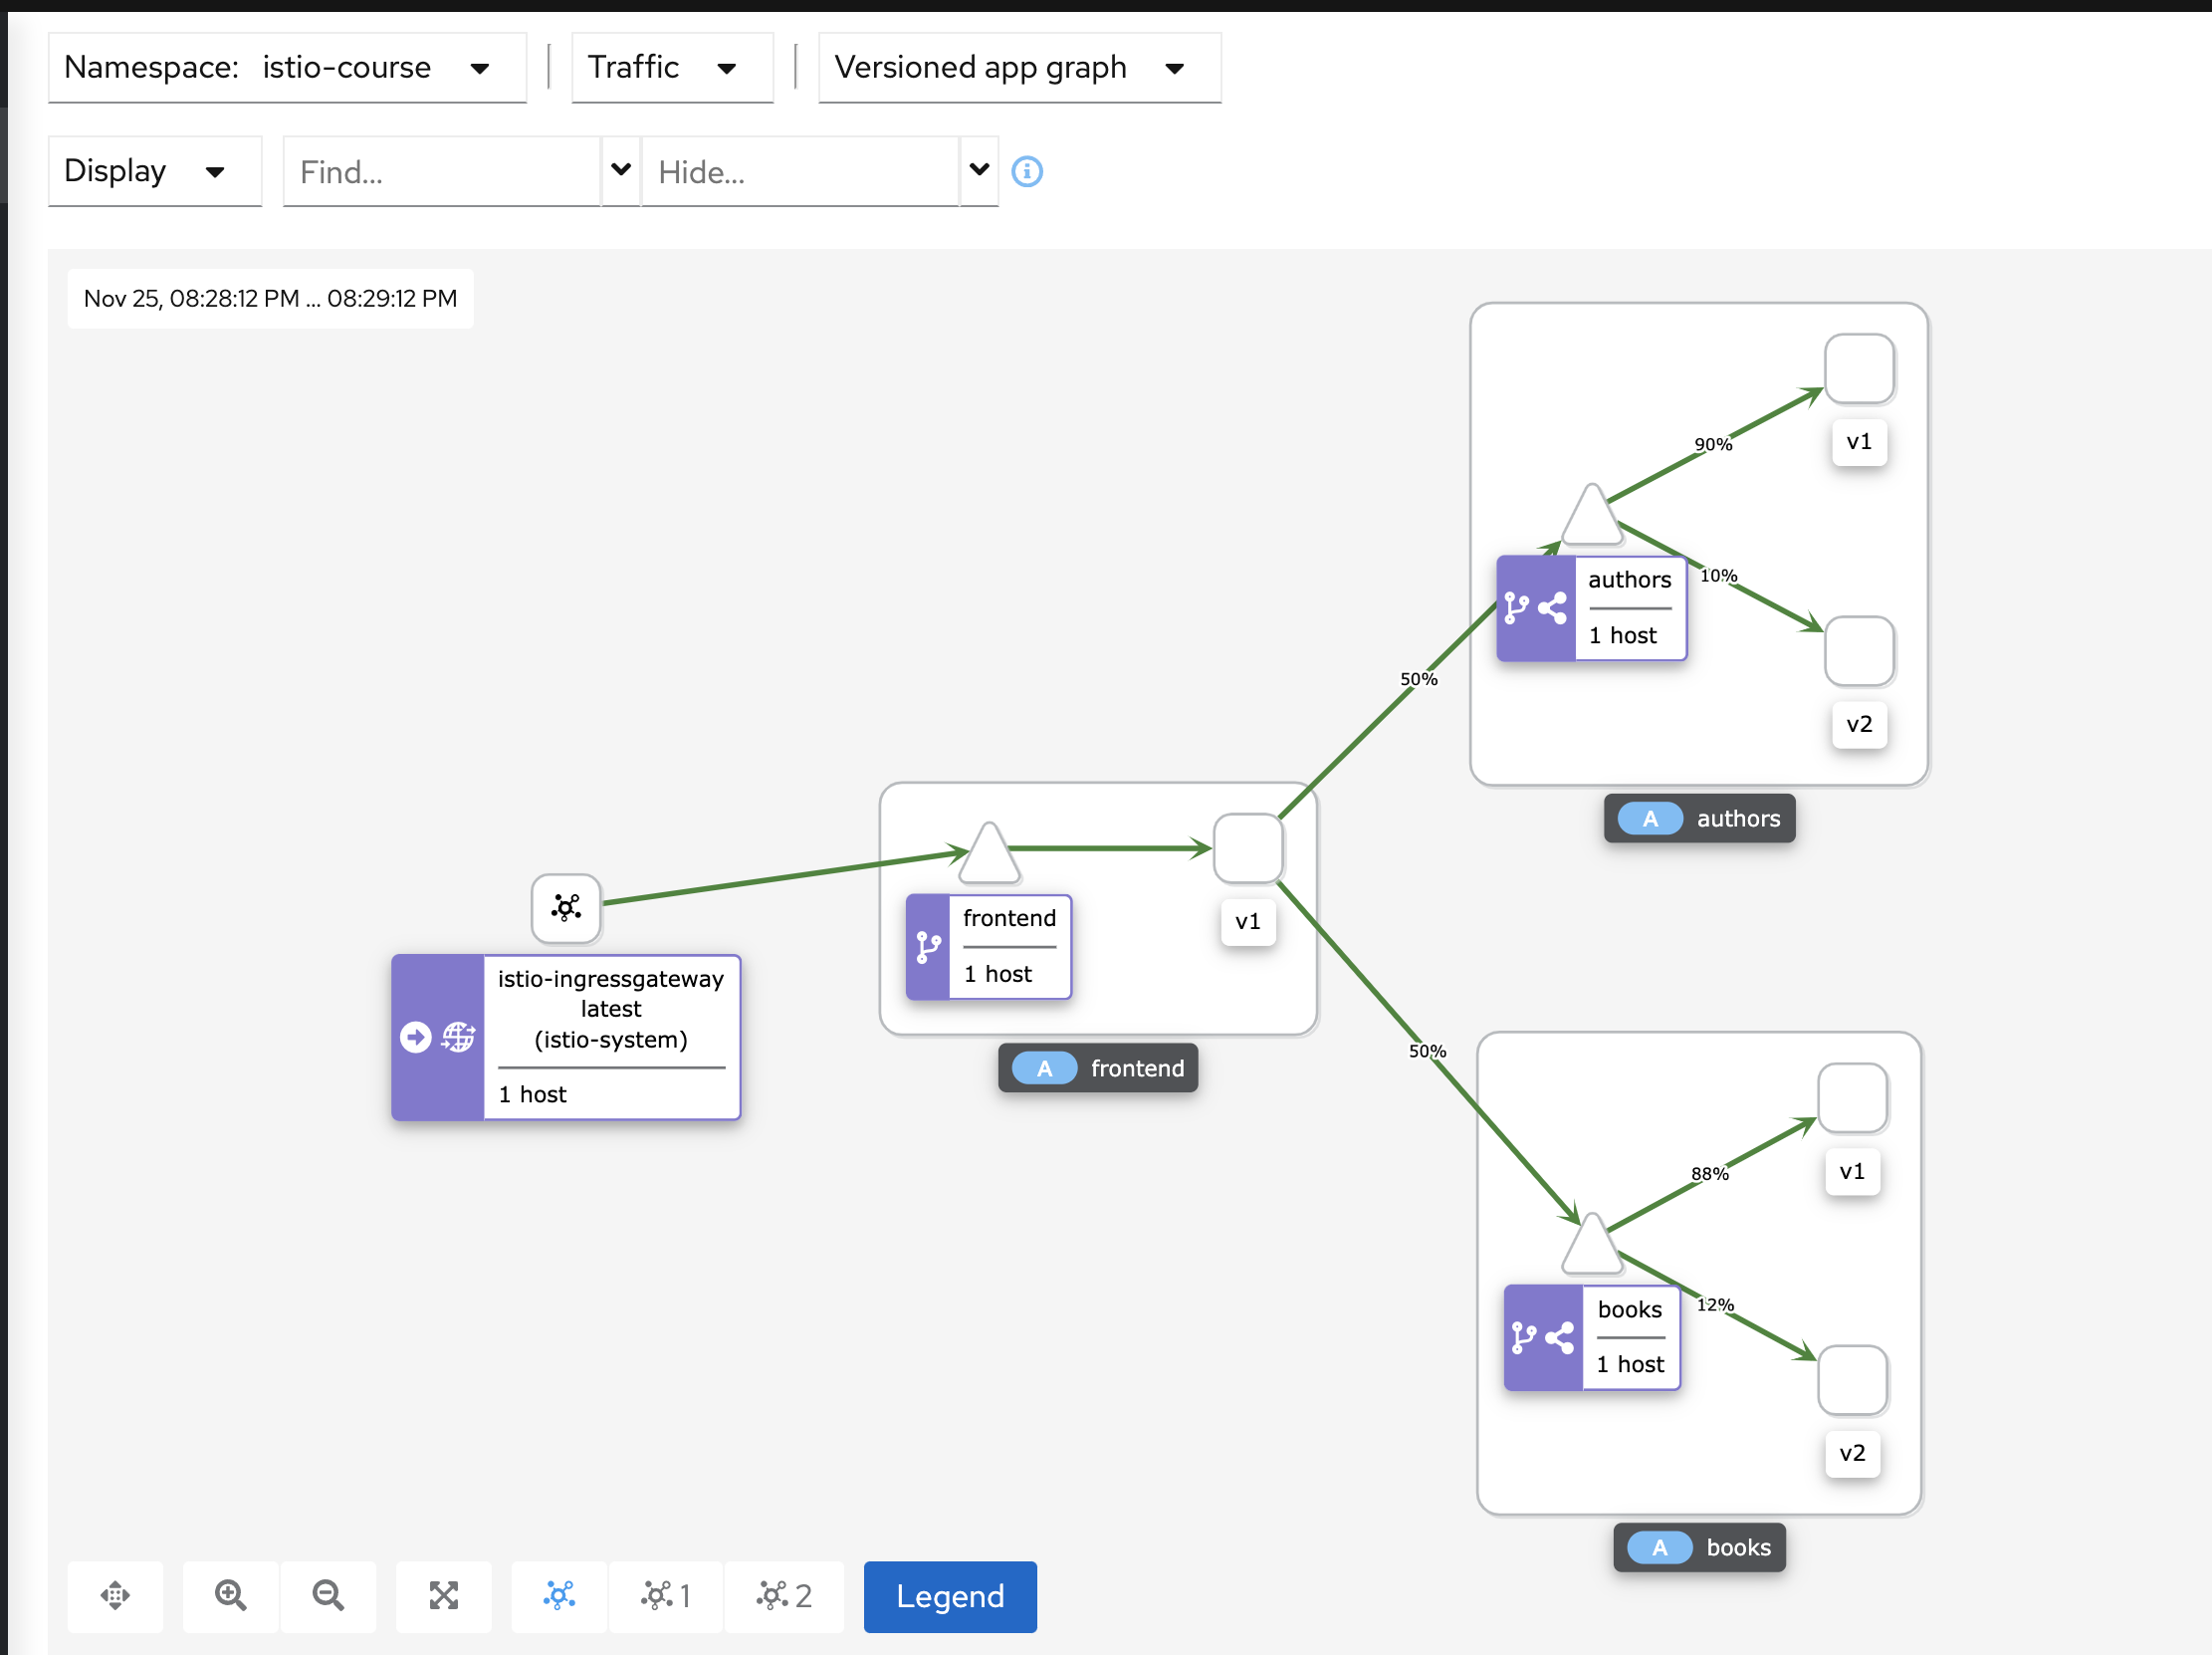 Namespace: istio-course
Traffic
Versioned app graph
Display
Find...
Hide...
Nov 25, 08:28:12 PM ... 08:29:12 PM
90%
v1
authors
1 host
10%
v2
50%
A authors
frontend
1 host
v1
A frontend
istio-ingressgateway
latest
(istio-system)
1 host
50%
88%
v1
books
1 host
12%
v2
A books
1
2
Legend